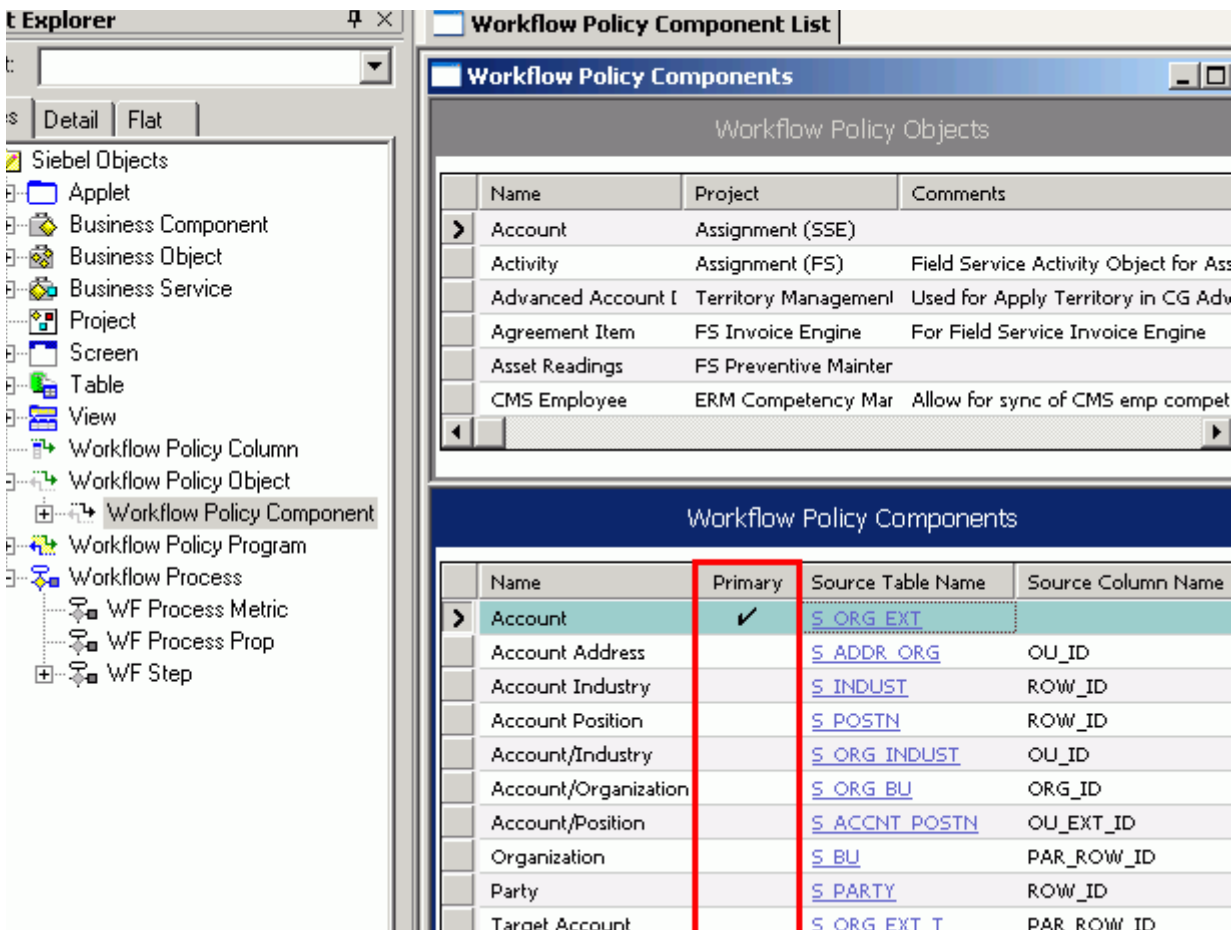 t Explorer
t:
s Detail Flat
Siebel Objects
Applet
Business Component
Business Object
Business Service
Project
Screen
Table
View
Workflow Policy Column
Workflow Policy Object
Workflow Policy Component
Workflow Policy Program
Workflow Process
WF Process Metric
WF Process Prop
WF Step
Workflow Policy Component List
Workflow Policy Components
Workflow Policy Objects
Name Project Comments
Account Assignment (SSE)
Activity Assignment (FS) Field Service Activity Object for Ass
Advanced Account D Territory Management Used for Apply Territory in CG Adv
Agreement Item FS Invoice Engine For Field Service Invoice Engine
Asset Readings FS Preventive Mainter
CMS Employee ERM Competency Mar Allow for sync of CMS emp compet
Workflow Policy Components
Name Primary Source Table Name Source Column Name
Account ✔ S_ORG_EXT
Account Address S_ADDR_ORG OU_ID
Account Industry S_INDUST ROW_ID
Account Position S_POSTN ROW_ID
Account/Industry S_ORG_INDUST OU_ID
Account/Organization S_ORG_BU ORG_ID
Account/Position S_ACCNT_POSTN OU_EXT_ID
Organization S_BU PAR_ROW_ID
Party S_PARTY ROW_ID
Target Account S_ORG_EXT_T PAR_ROW_ID